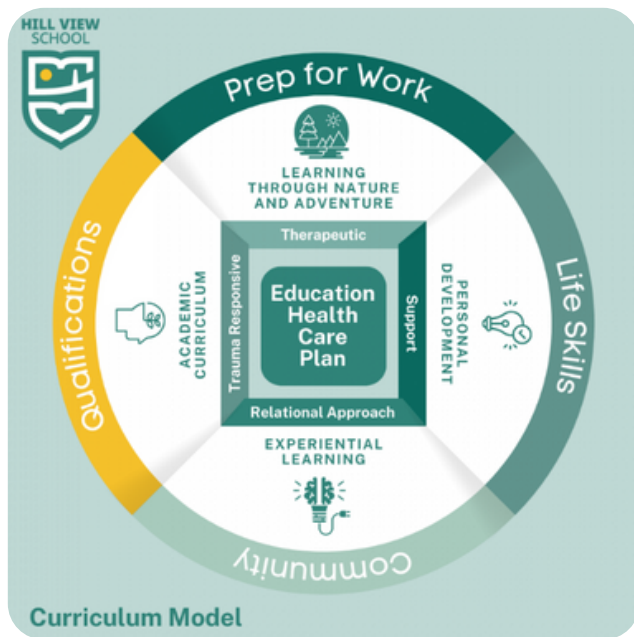 HILL VIEW
SCHOOL
Prep for Work
LEARNING
THROUGH NATURE
AND ADVENTURE
Therapeutic
Qualifications
ACADEMIC
CURRICULUM
Trauma Responsive
Education
Health
Care
Plan
Support
PERSONAL
DEVELOPMENT
Life Skills
Relational Approach
EXPERIENTIAL
LEARNING
Community
Curriculum Model